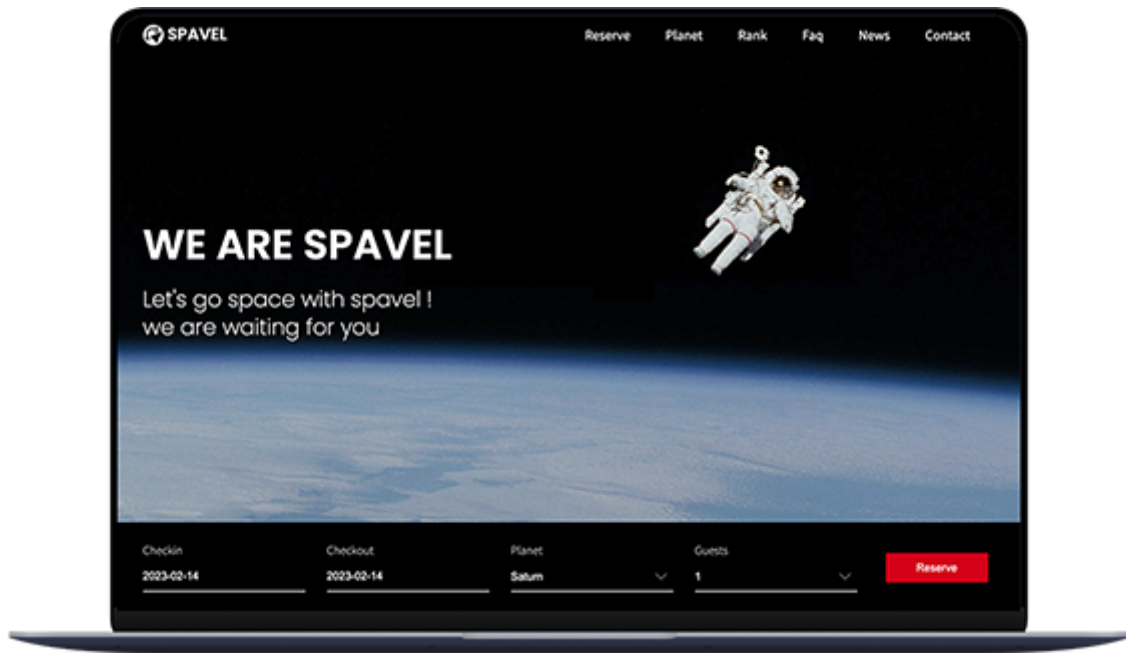 SPAVEL
Reserve Planet Rank Faq News Contact
WE ARE SPAVEL
Let's go space with spavel !
we are waiting for you
Checkin Checkout Planet Guests
2023-02-14 2023-02-14 Saturn 1
Reserve